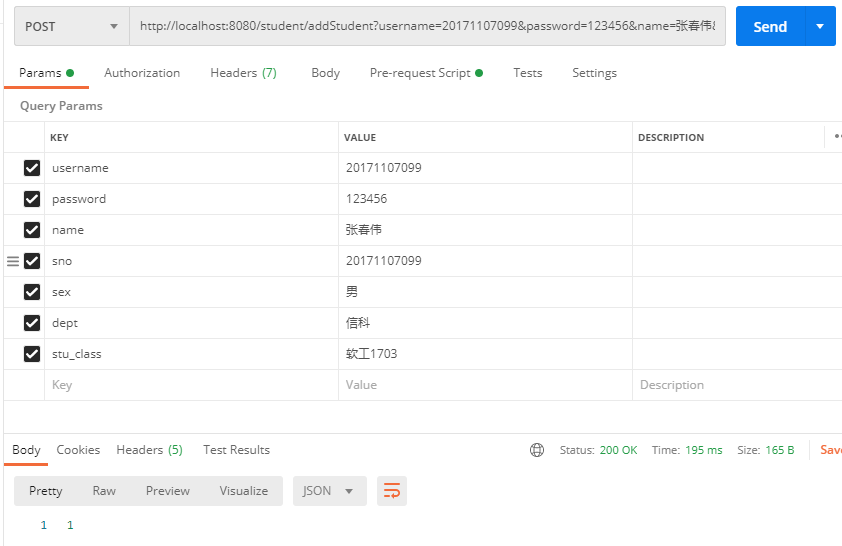 POST http://localhost:8080/student/addStudent?username=20171107099&password=123456&name=张春伟& Send
Params Authorization Headers (7) Body Pre-request Script Tests Settings
Query Params
KEY VALUE DESCRIPTION
username 20171107099
password 123456
name 张春伟
sno 20171107099
sex 男
dept 信科
stu_class 软工1703
Key Value Description
Body Cookies Headers (5) Test Results Status: 200 OK Time: 195 ms Size: 165 B Save
Pretty Raw Preview Visualize JSON
1 1